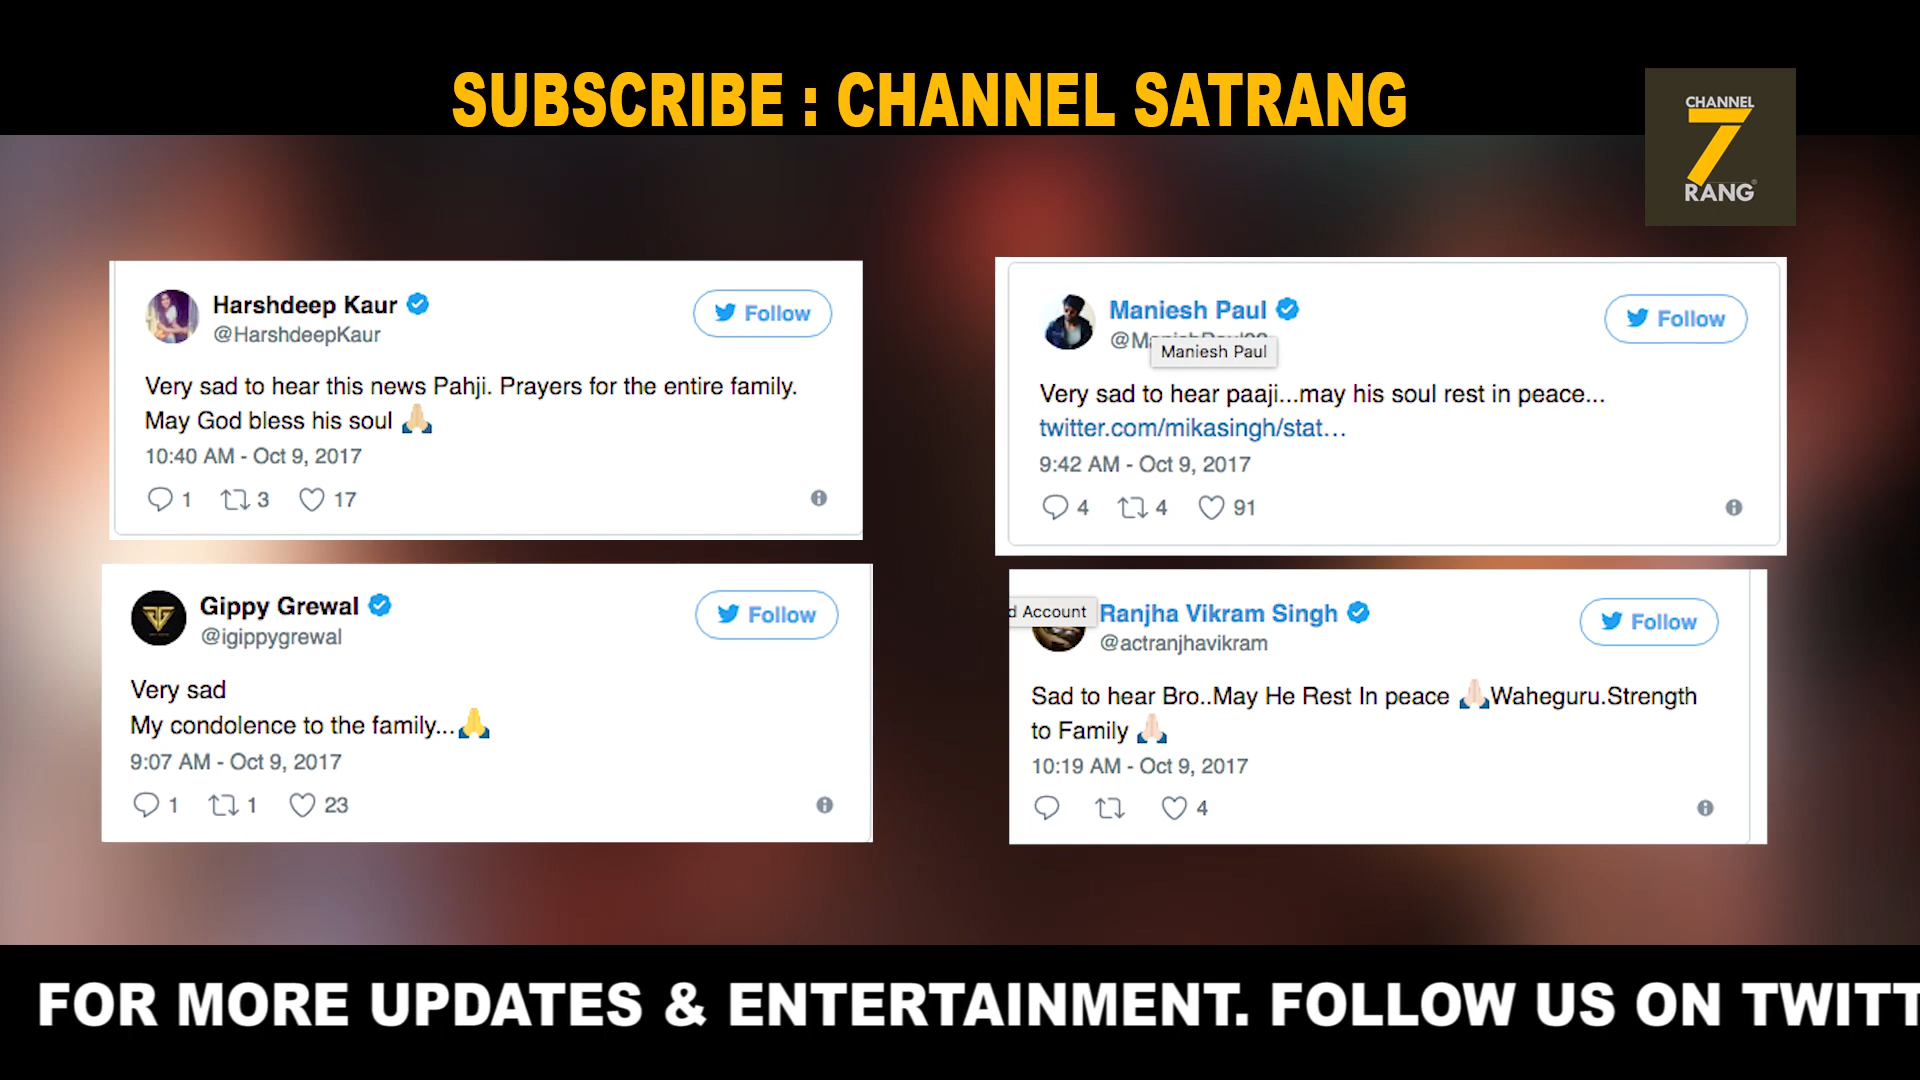 SUBSCRIBE : CHANNEL SATRANG
CHANNEL
7
RANG
Harshdeep Kaur
@HarshdeepKaur
Follow
Very sad to hear this news Pahji. Prayers for the entire family.
May God bless his soul 🙏🏻
10:40 AM - Oct 9, 2017
1 3 17
Maniesh Paul
Maniesh Paul
Follow
Very sad to hear paaji...may his soul rest in peace...
twitter.com/mikasingh/stat…
9:42 AM - Oct 9, 2017
4 4 91
Gippy Grewal
@igippygrewal
Follow
Very sad
My condolence to the family...🙏
9:07 AM - Oct 9, 2017
1 1 23
d Account
Ranjha Vikram Singh
@actranjhavikram
Follow
Sad to hear Bro..May He Rest In peace 🙏🏻Waheguru.Strength
to Family 🙏🏻
10:19 AM - Oct 9, 2017
4
FOR MORE UPDATES & ENTERTAINMENT. FOLLOW US ON TWITT